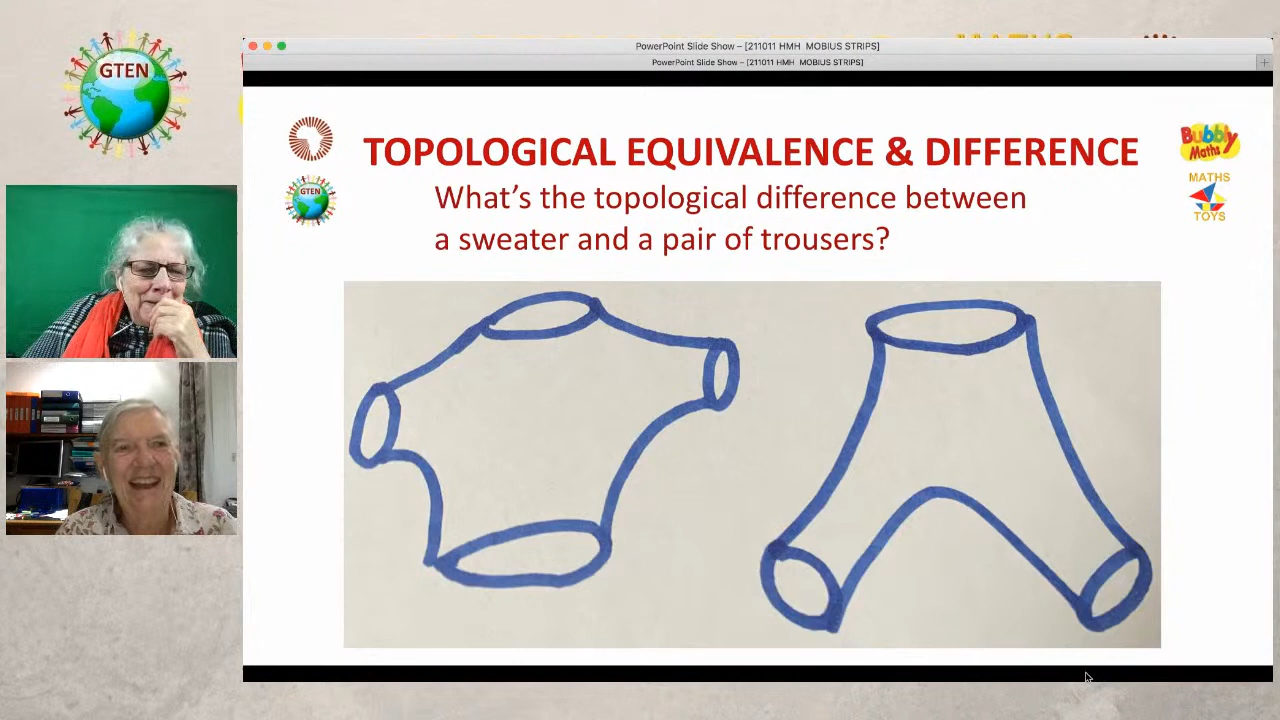 GTEN
PowerPoint Slide Show – [211011 HMH MOBIUS STRIPS]
PowerPoint Slide Show – [211011 HMH MOBIUS STRIPS]
TOPOLOGICAL EQUIVALENCE & DIFFERENCE
What's the topological difference between
a sweater and a pair of trousers?
GTEN
Bubbly
Maths
MATHS
TOYS